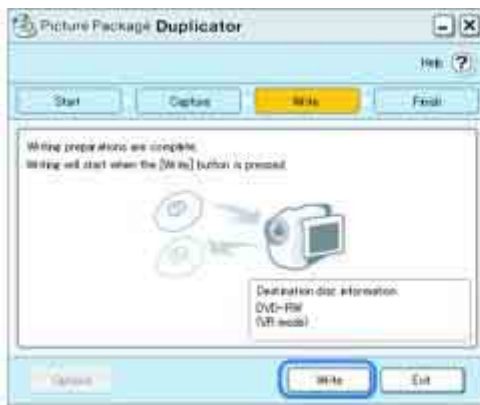 Picture Package Duplicator
Help ?
Start
Capture
Write
Finish
Writing preparations are complete.
Writing will start when the [Write] button is pressed.
Destination disc information
DVD-RW
(VR mode)
Options
Write
Exit